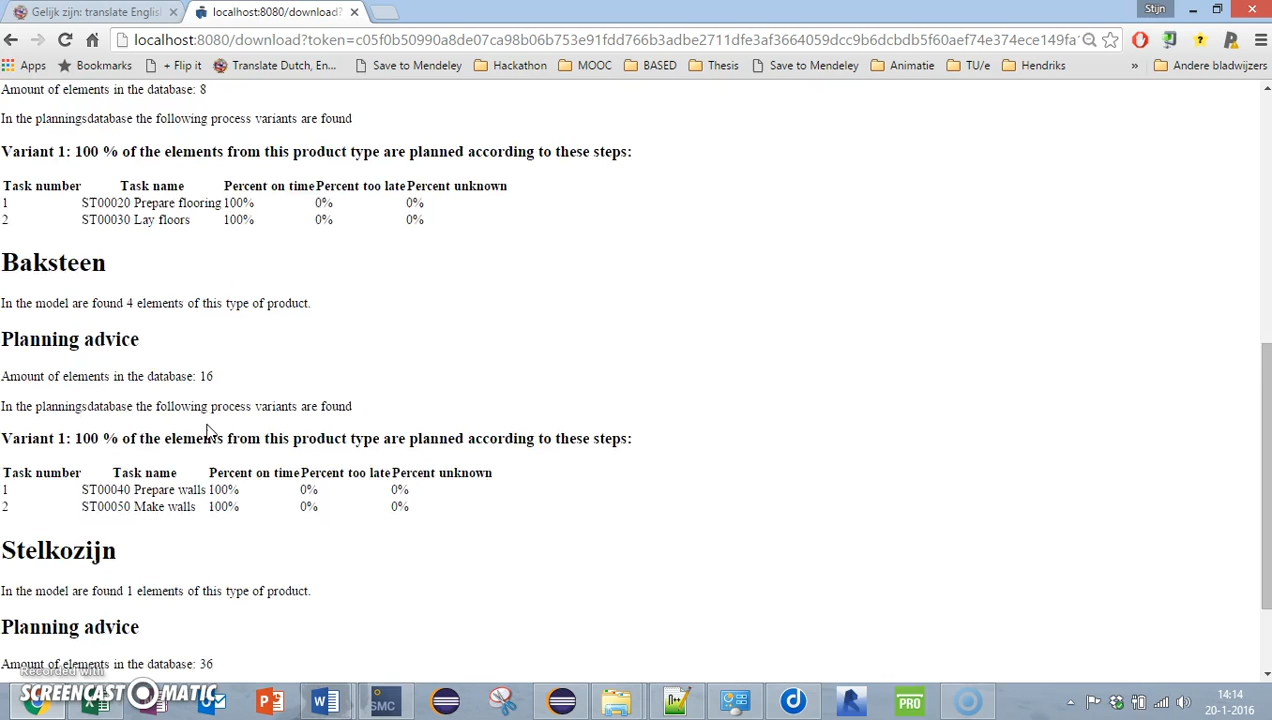 Gelijk zijn: translate Englis
localhost:8080/download?
Stijn
localhost:8080/download?token=c05f0b50990a8de07ca98b06b753e91fdd766b3adbe2711dfe3af3664059dcc9b6dcbdb5f60aef74e374ece149fa
Apps Bookmarks + Flip it Translate Dutch, En... Save to Mendeley Hackathon MOOC BASED Thesis Save to Mendeley Animatie TU/e Hendriks » Andere bladwijzers
Amount of elements in the database: 8
In the planningsdatabase the following process variants are found
Variant 1: 100 % of the elements from this product type are planned according to these steps:
Task number Task name Percent on time Percent too late Percent unknown
1 ST00020 Prepare flooring 100% 0% 0%
2 ST00030 Lay floors 100% 0% 0%
Baksteen
In the model are found 4 elements of this type of product.
Planning advice
Amount of elements in the database: 16
In the planningsdatabase the following process variants are found
Variant 1: 100 % of the elements from this product type are planned according to these steps:
Task number Task name Percent on time Percent too late Percent unknown
1 ST00040 Prepare walls 100% 0% 0%
2 ST00050 Make walls 100% 0% 0%
Stelkozijn
In the model are found 1 elements of this type of product.
Planning advice
Amount of elements in the database: 36
Recorded with
SCREENCAST MATIC
SMC
PRO
14:14
20-1-2016